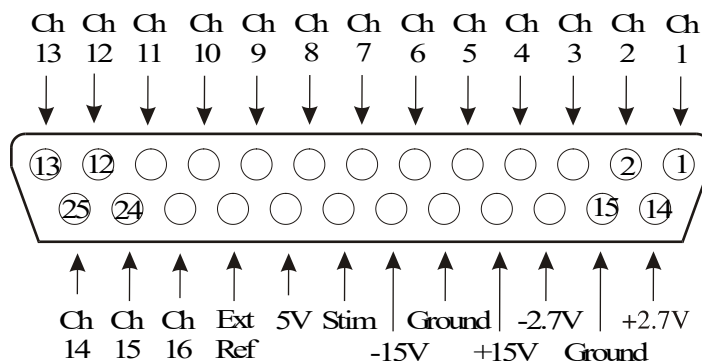 Ch Ch Ch Ch Ch Ch Ch Ch Ch Ch Ch Ch Ch
13 12 11 10 9 8 7 6 5 4 3 2 1
13 12 2 1
25 24 15 14
Ch Ch Ch Ext 5V Stim Ground -2.7V +2.7V
14 15 16 Ref -15V +15V Ground